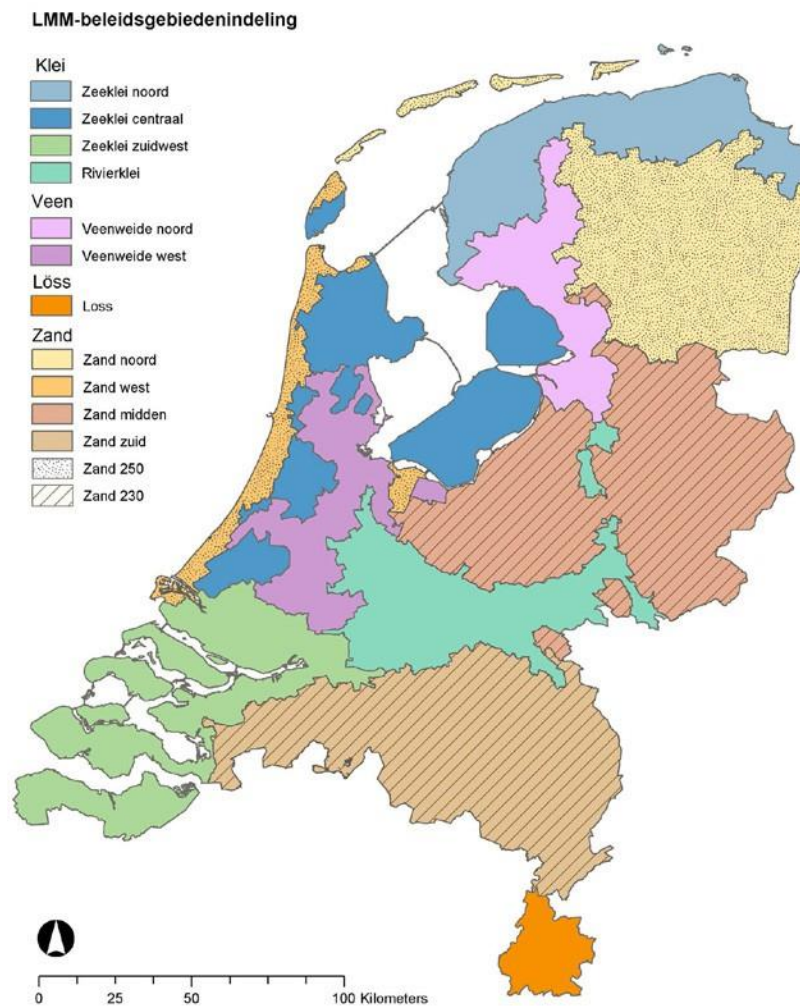 LMM-beleidsgebiedenindeling
Klei
Zeeklei noord
Zeeklei centraal
Zeeklei zuidwest
Rivierklei
Veen
Veenweide noord
Veenweide west
Löss
Loss
Zand
Zand noord
Zand west
Zand midden
Zand zuid
Zand 250
Zand 230
0 25 50 100 Kilometers